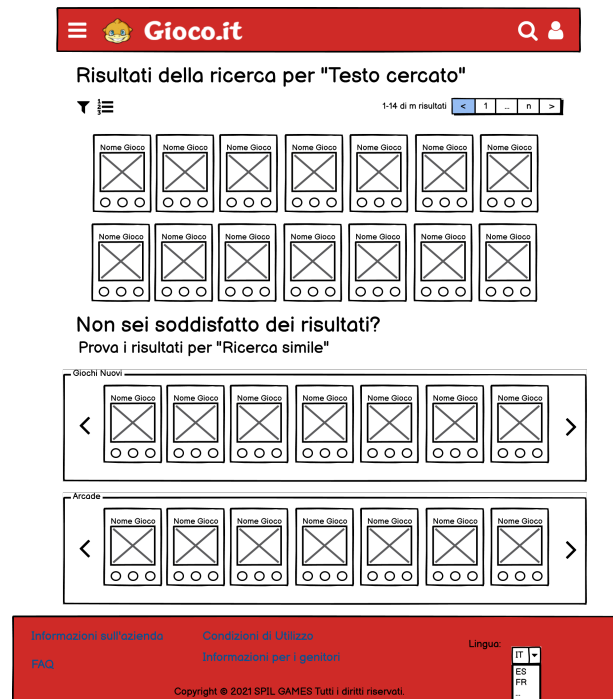 Gioco.it
Risultati della ricerca per "Testo cercato"
1-14 di m risultati < 1 .. n >
Nome Gioco Nome Gioco Nome Gioco Nome Gioco Nome Gioco Nome Gioco Nome Gioco
Nome Gioco Nome Gioco Nome Gioco Nome Gioco Nome Gioco Nome Gioco Nome Gioco
Non sei soddisfatto dei risultati?
Prova i risultati per "Ricerca simile"
Giochi Nuovi
Nome Gioco Nome Gioco Nome Gioco Nome Gioco Nome Gioco Nome Gioco Nome Gioco
Arcade
Nome Gioco Nome Gioco Nome Gioco Nome Gioco Nome Gioco Nome Gioco Nome Gioco
Informazioni sull'azienda Condizioni di Utilizzo
Lingua:
IT
FAQ Informazioni per i genitori
ES
FR
..
Copyright © 2021 SPIL GAMES Tutti i diritti riservati.